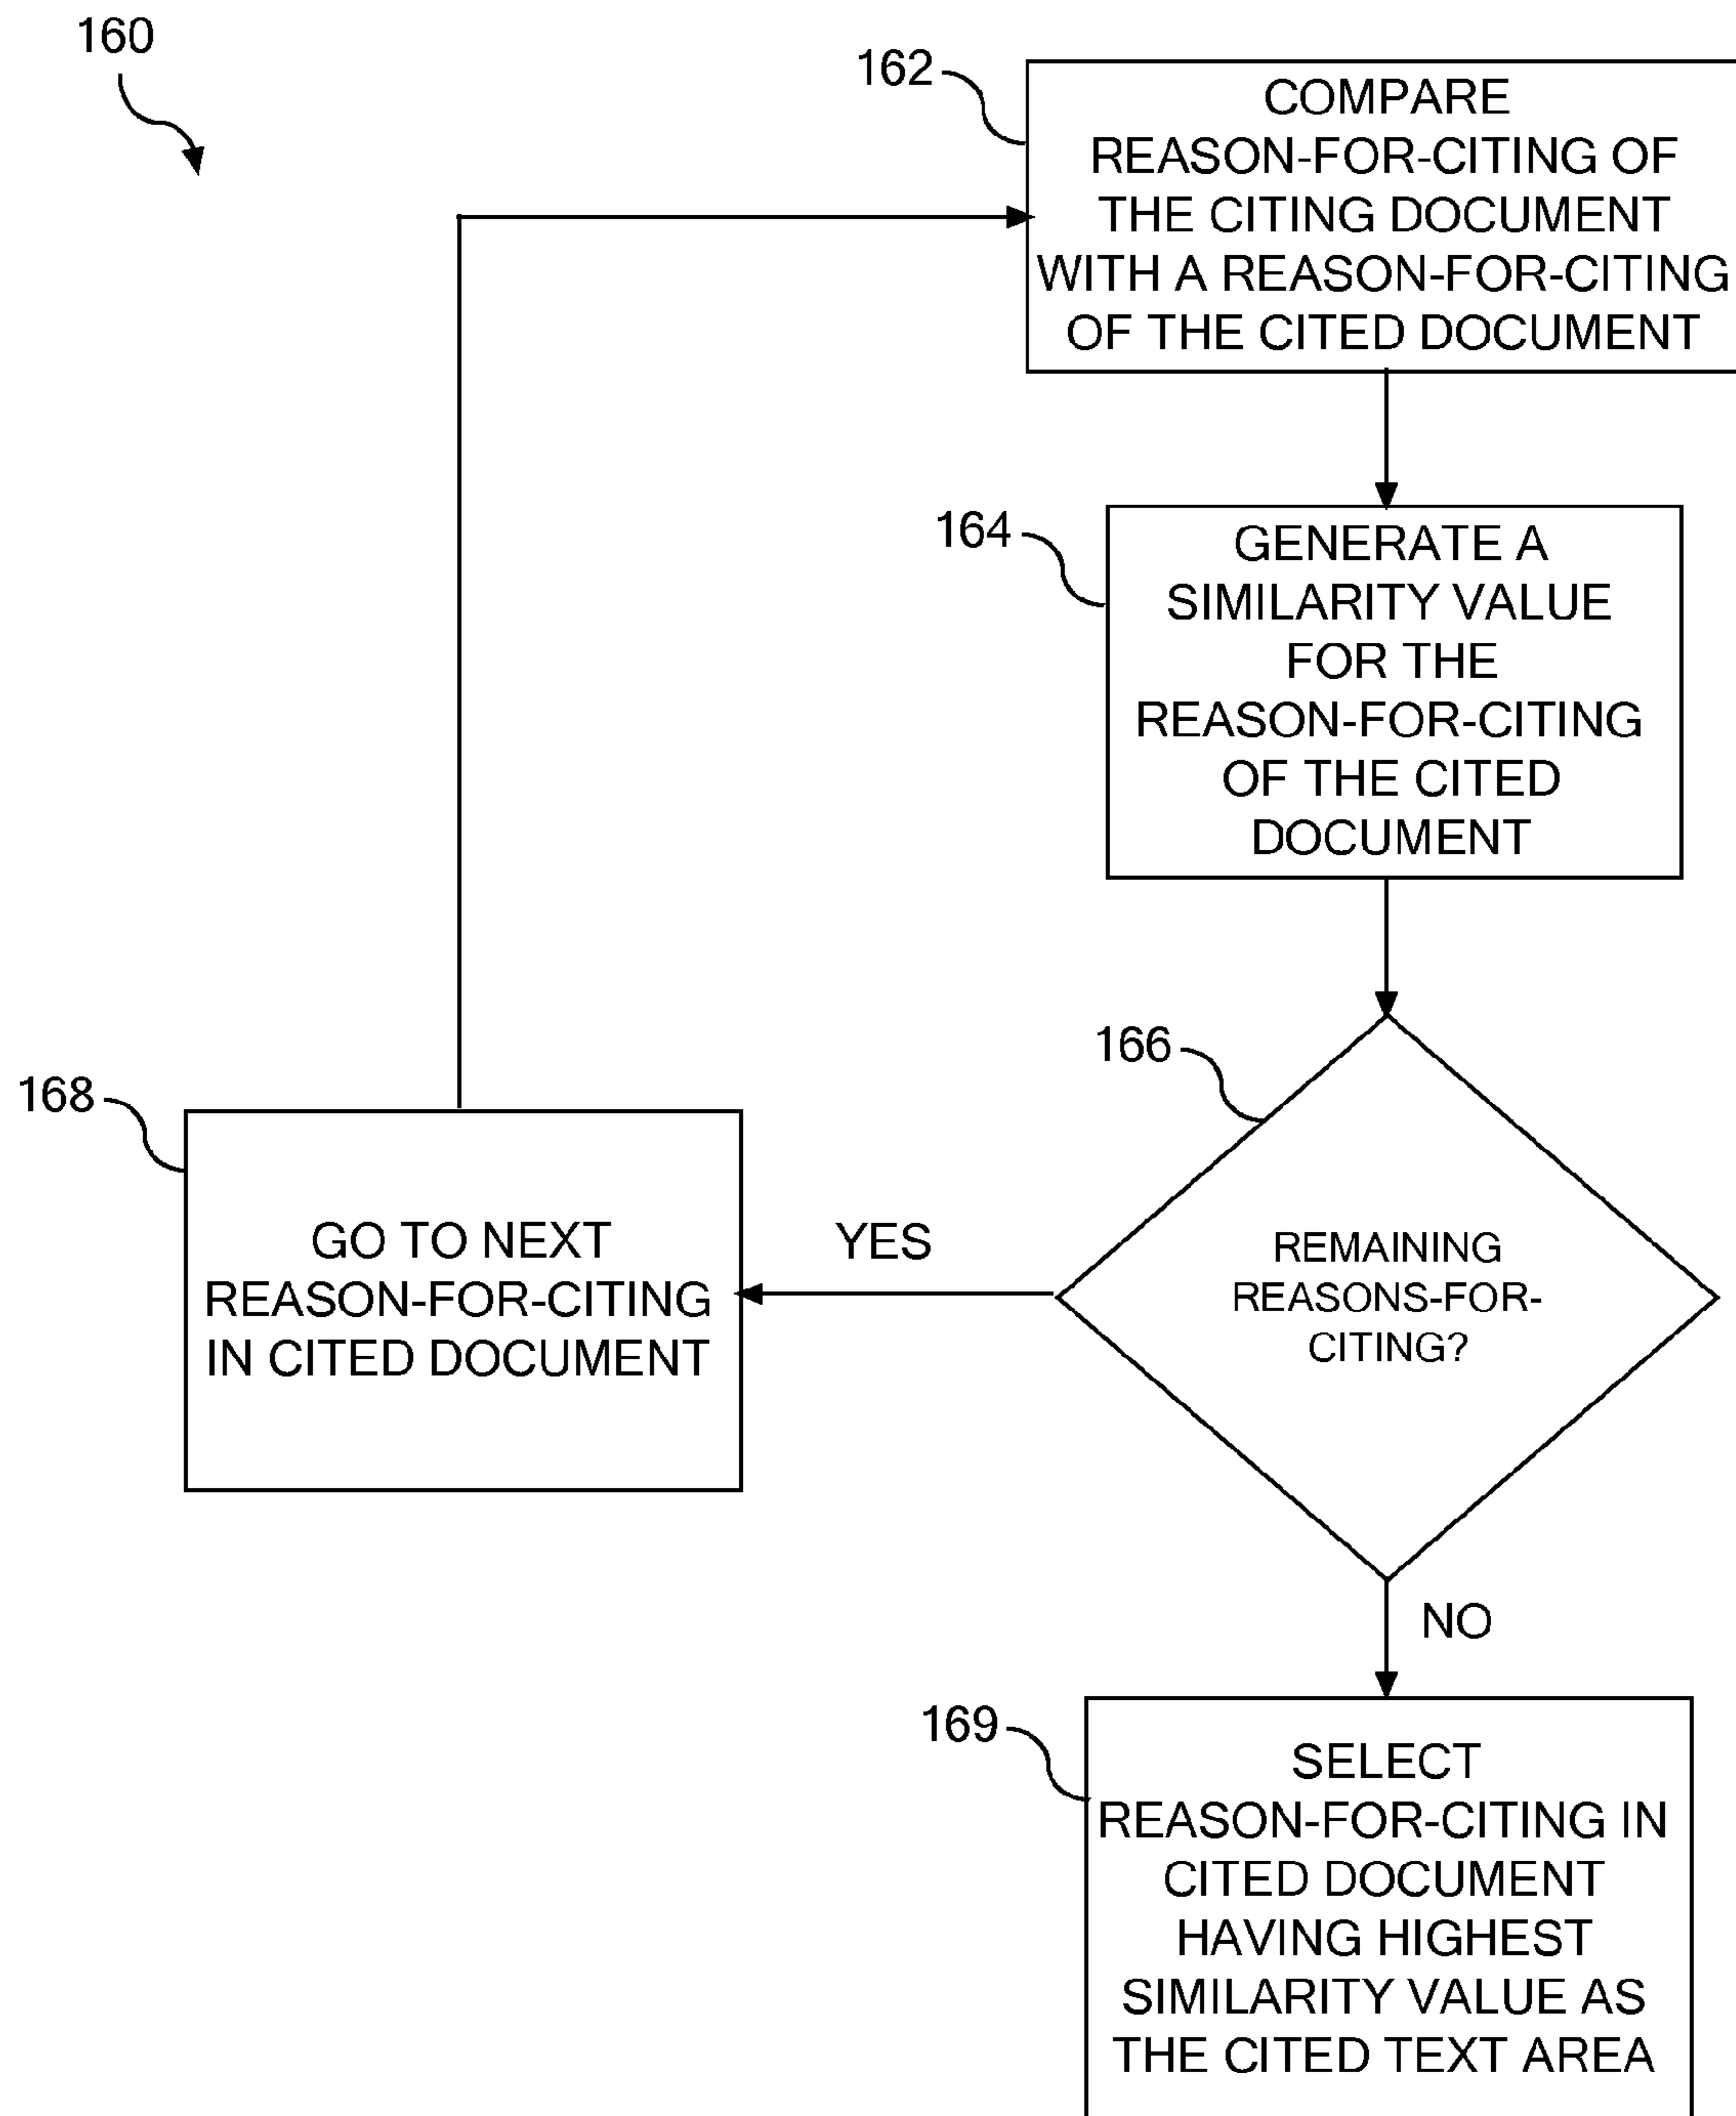 160
162
COMPARE
REASON-FOR-CITING OF
THE CITING DOCUMENT
WITH A REASON-FOR-CITING
OF THE CITED DOCUMENT
164
GENERATE A
SIMILARITY VALUE
FOR THE
REASON-FOR-CITING
OF THE CITED
DOCUMENT
166
REMAINING
REASONS-FOR-
CITING?
YES
168
GO TO NEXT
REASON-FOR-CITING
IN CITED DOCUMENT
NO
169
SELECT
REASON-FOR-CITING IN
CITED DOCUMENT
HAVING HIGHEST
SIMILARITY VALUE AS
THE CITED TEXT AREA